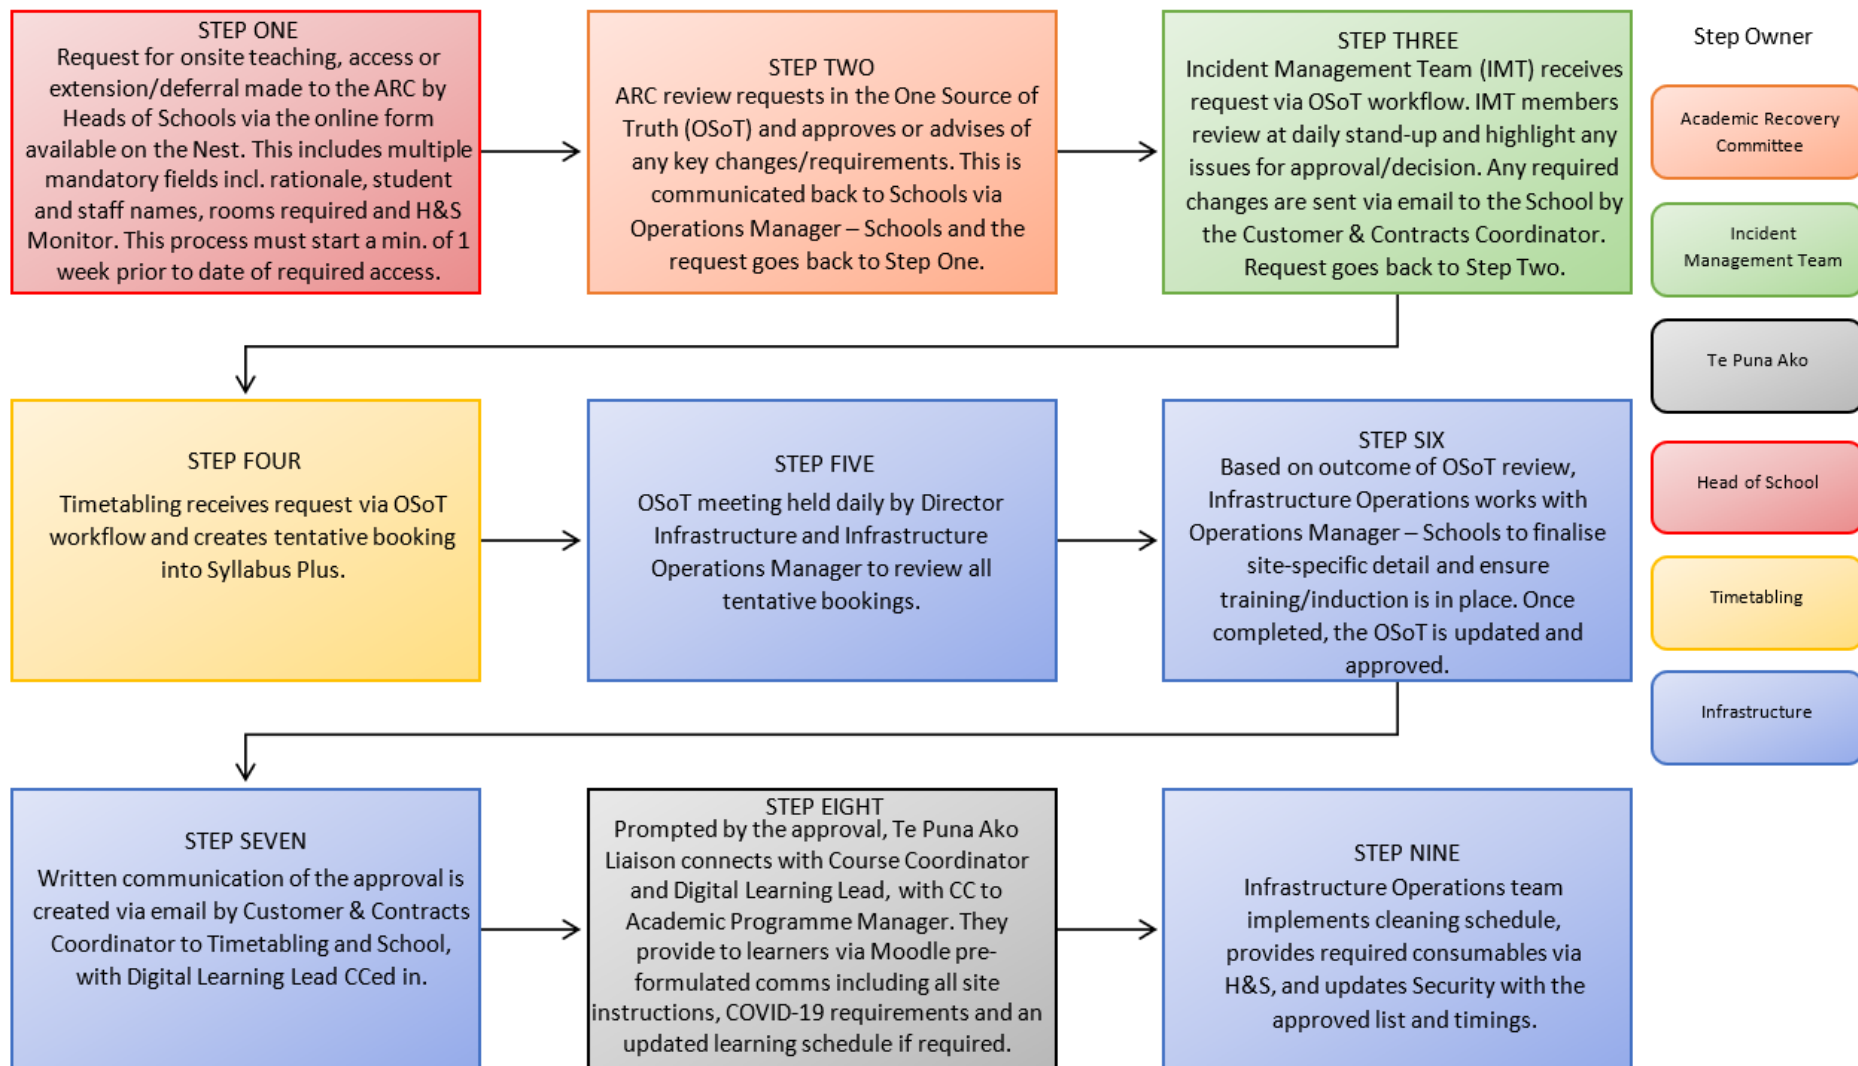 STEP ONE
Request for onsite teaching, access or
extension/deferral made to the ARC by
Heads of Schools via the online form
available on the Nest. This includes multiple
mandatory fields incl. rationale, student
and staff names, rooms required and H&S
Monitor. This process must start a min. of 1
week prior to date of required access.
STEP TWO
ARC review requests in the One Source of
Truth (OSoT) and approves or advises of
any key changes/requirements. This is
communicated back to Schools via
Operations Manager – Schools and the
request goes back to Step One.
STEP THREE
Incident Management Team (IMT) receives
request via OSoT workflow. IMT members
review at daily stand-up and highlight any
issues for approval/decision. Any required
changes are sent via email to the School by
the Customer & Contracts Coordinator.
Request goes back to Step Two.
STEP FOUR
Timetabling receives request via OSoT
workflow and creates tentative booking
into Syllabus Plus.
STEP FIVE
OSoT meeting held daily by Director
Infrastructure and Infrastructure
Operations Manager to review all
tentative bookings.
STEP SIX
Based on outcome of OSoT review,
Infrastructure Operations works with
Operations Manager – Schools to finalise
site-specific detail and ensure
training/induction is in place. Once
completed, the OSoT is updated and
approved.
STEP SEVEN
Written communication of the approval is
created via email by Customer & Contracts
Coordinator to Timetabling and School,
with Digital Learning Lead CCed in.
STEP EIGHT
Prompted by the approval, Te Puna Ako
Liaison connects with Course Coordinator
and Digital Learning Lead, with CC to
Academic Programme Manager. They
provide to learners via Moodle pre-
formulated comms including all site
instructions, COVID-19 requirements and an
updated learning schedule if required.
STEP NINE
Infrastructure Operations team
implements cleaning schedule,
provides required consumables via
H&S, and updates Security with the
approved list and timings.
Step Owner
Academic Recovery
Committee
Incident
Management Team
Te Puna Ako
Head of School
Timetabling
Infrastructure